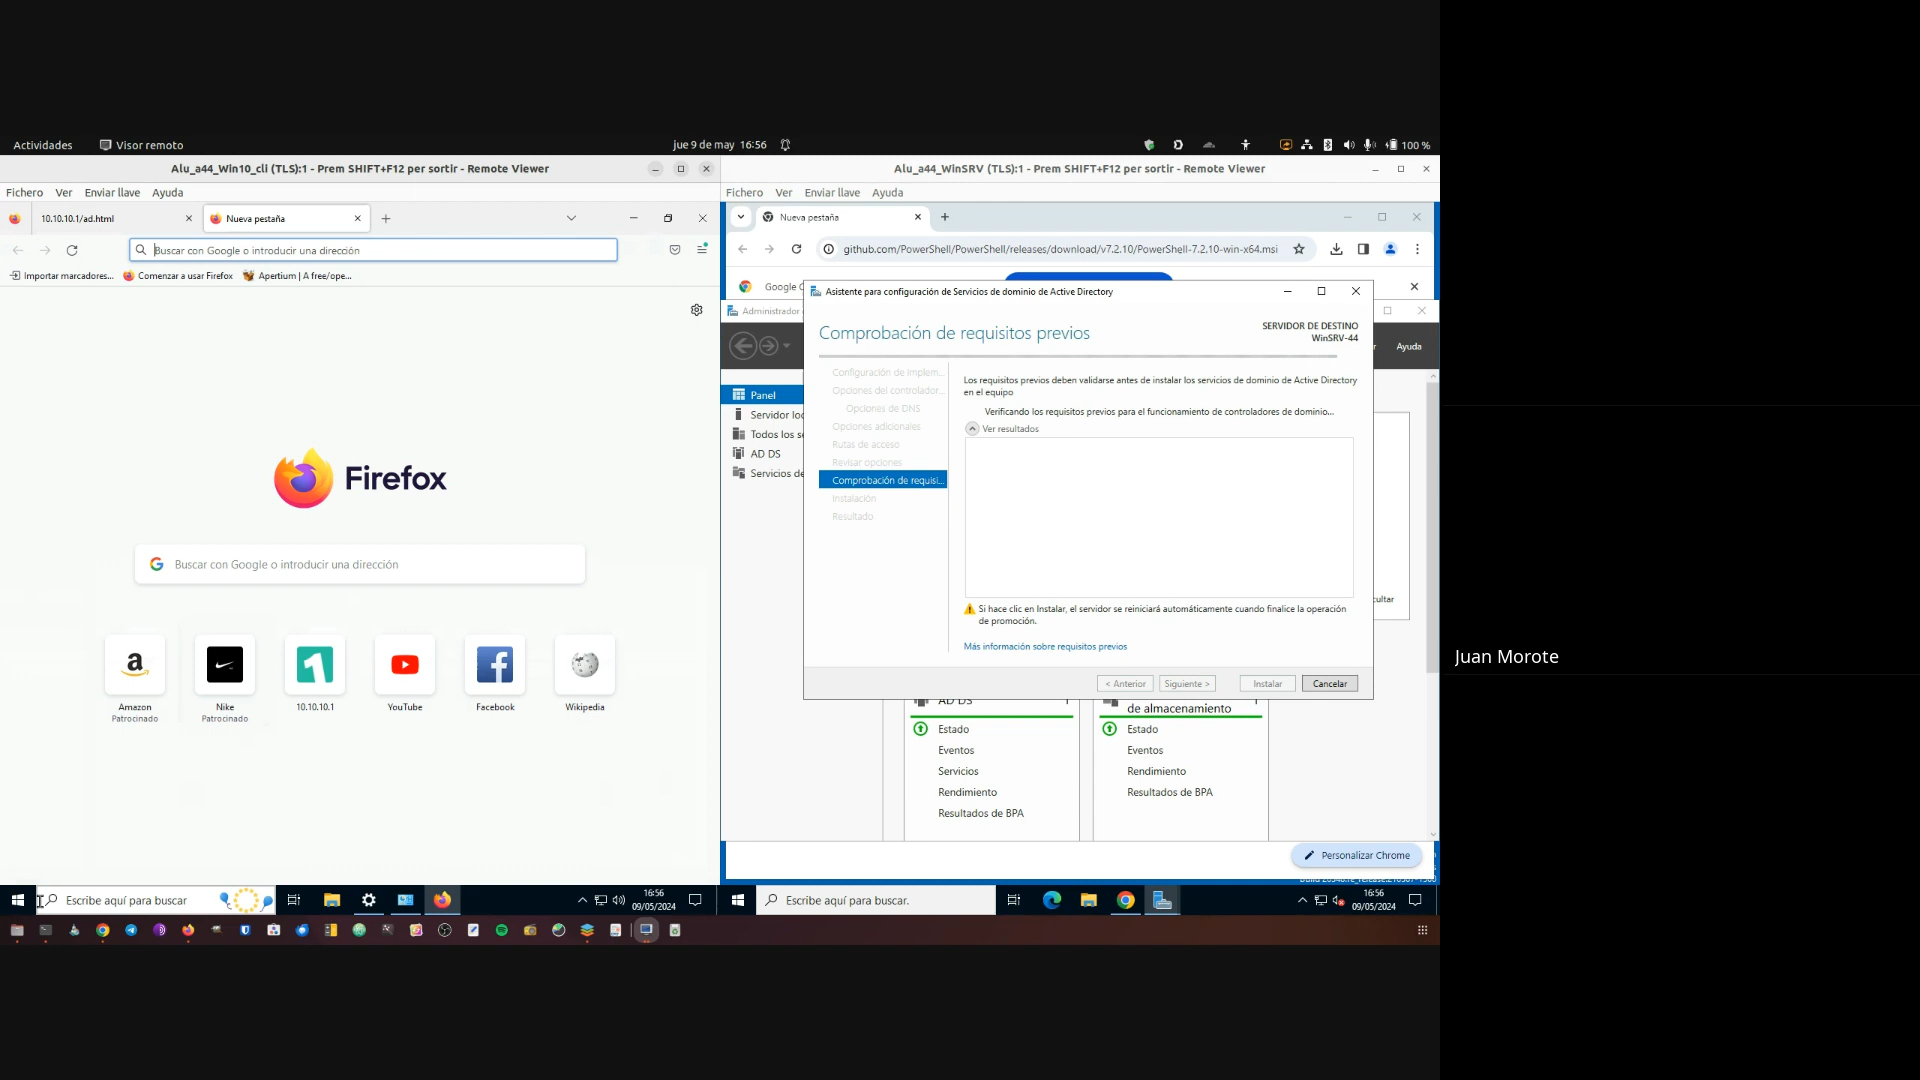 Actividades
Visor remoto
jue 9 de may 16:56
100 %
Alu_a44_Win10_cli (TLS):1 - Prem SHIFT+F12 per sortir - Remote Viewer
Fichero Ver Enviar llave Ayuda
10.10.10.1/ad.html
Nueva pestaña
Buscar con Google o introducir una dirección
Importar marcadores...
Comenzar a usar Firefox
Apertium | A free/ope...
Firefox
Buscar con Google o introducir una dirección
Amazon
Patrocinado
Nike
Patrocinado
10.10.10.1
YouTube
Facebook
Wikipedia
Escribe aquí para buscar
16:56
09/05/2024
Alu_a44_WinSRV (TLS):1 - Prem SHIFT+F12 per sortir - Remote Viewer
Fichero Ver Enviar llave Ayuda
Nueva pestaña
github.com/PowerShell/PowerShell/releases/download/v7.2.10/PowerShell-7.2.10-win-x64.msi
Google C
Administrador
Ayuda
Panel
Servidor loc
Todos los se
AD DS
Servicios de
Asistente para configuración de Servicios de dominio de Active Directory
Comprobación de requisitos previos
SERVIDOR DE DESTINO
WinSRV-44
Configuración de implem...
Opciones del controlador...
Opciones de DNS
Opciones adicionales
Rutas de acceso
Revisar opciones
Comprobación de requisi...
Instalación
Resultado
Los requisitos previos deben validarse antes de instalar los servicios de dominio de Active Directory
en el equipo
Verificando los requisitos previos para el funcionamiento de controladores de dominio...
Ver resultados
Si hace clic en Instalar, el servidor se reiniciará automáticamente cuando finalice la operación
de promoción.
Más información sobre requisitos previos
< Anterior
Siguiente >
Instalar
Cancelar
cultar
AD DS
1
Estado
Eventos
Servicios
Rendimiento
Resultados de BPA
de almacenamiento
1
Estado
Eventos
Rendimiento
Resultados de BPA
Personalizar Chrome
Escribe aquí para buscar.
16:56
09/05/2024
Juan Morote